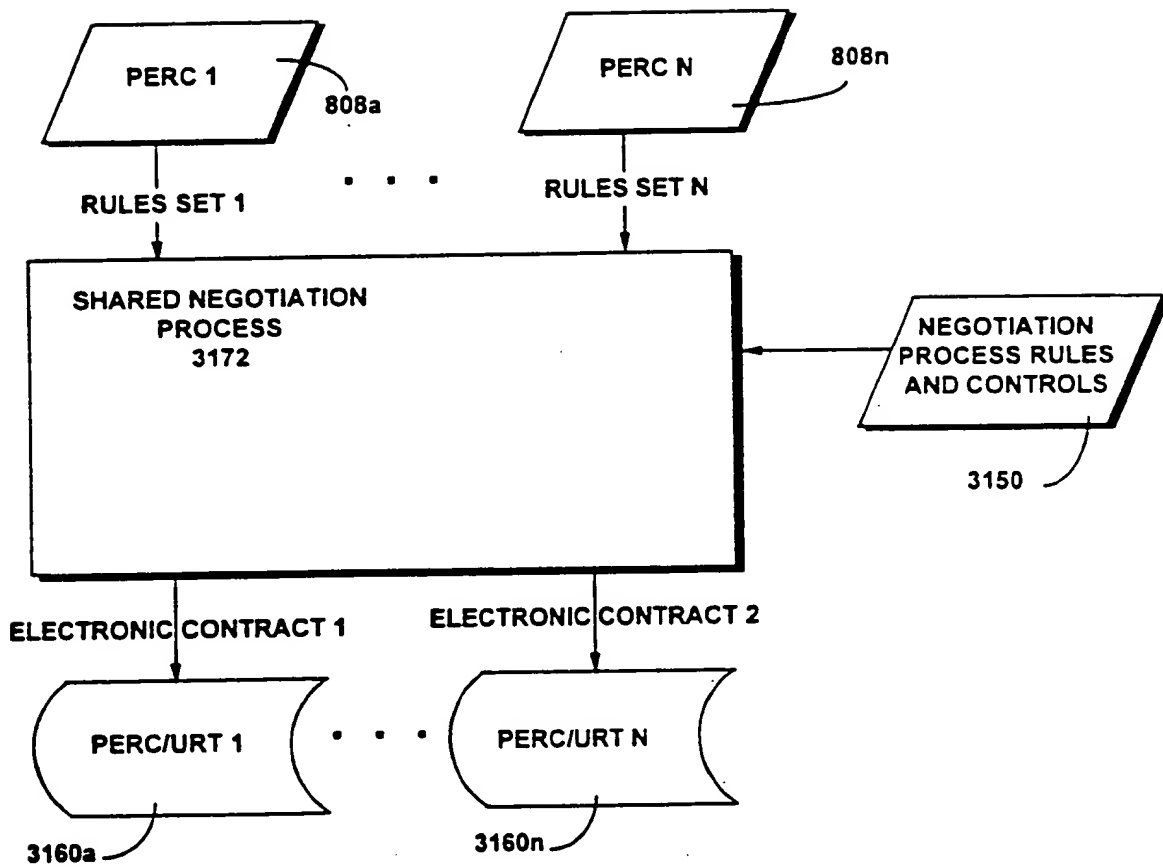 PERC 1
808a
PERC N
808n
RULES SET 1
RULES SET N
SHARED NEGOTIATION
PROCESS
3172
NEGOTIATION
PROCESS RULES
AND CONTROLS
3150
ELECTRONIC CONTRACT 1
ELECTRONIC CONTRACT 2
PERC/URT 1
PERC/URT N
3160a
3160n